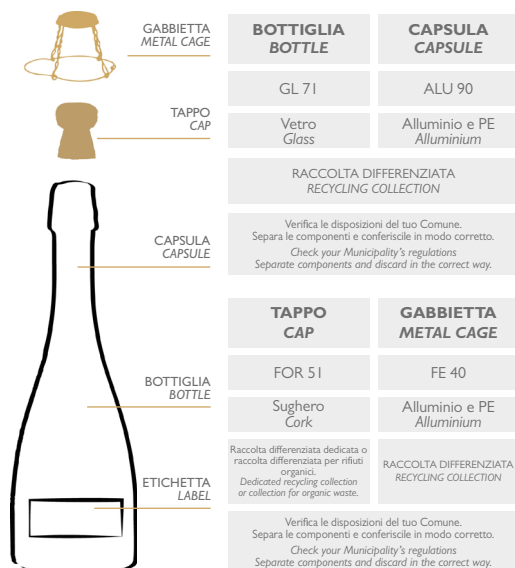 GABBIETTA
METAL CAGE
TAPPO
CAP
CAPSULA
CAPSULE
BOTTIGLIA
BOTTLE
ETICHETTA
LABEL
BOTTIGLIA
BOTTLE
CAPSULA
CAPSULE
GL 71
ALU 90
Vetro
Glass
Alluminio e PE
Alluminium
RACCOLTA DIFFERENZIATA
RECYCLING COLLECTION
Verifica le disposizioni del tuo Comune.
Separa le componenti e conferiscile in modo corretto.
Check your Municipality's regulations
Separate components and discard in the correct way.
TAPPO
CAP
GABBIETTA
METAL CAGE
FOR 51
FE 40
Sughero
Cork
Alluminio e PE
Alluminium
Raccolta differenziata dedicata o
raccolta differenziata per rifiuti
organici.
Dedicated recycling collection
or collection for organic waste.
RACCOLTA DIFFERENZIATA
RECYCLING COLLECTION
Verifica le disposizioni del tuo Comune.
Separa le componenti e conferiscile in modo corretto.
Check your Municipality's regulations
Separate components and discard in the correct way.